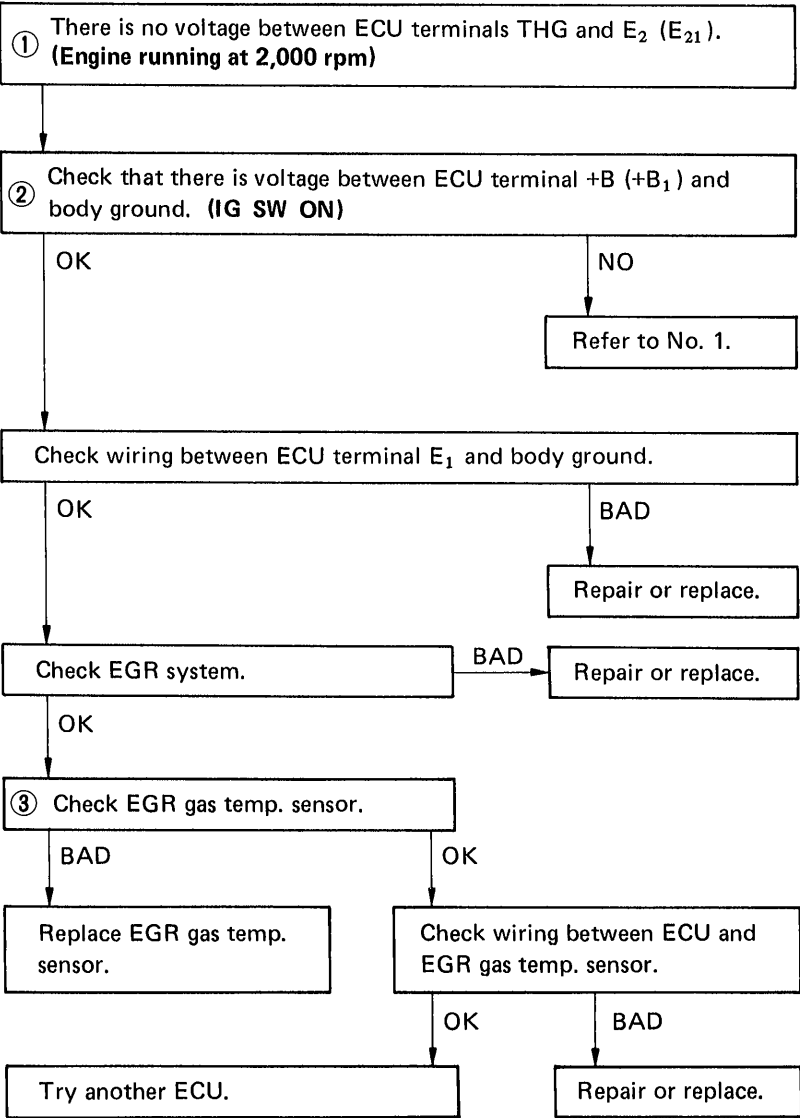 ① There is no voltage between ECU terminals THG and E₂ (E₂₁).
(Engine running at 2,000 rpm)
② Check that there is voltage between ECU terminal +B (+B₁) and
body ground. (IG SW ON)
OK
NO
Refer to No. 1.
Check wiring between ECU terminal E₁ and body ground.
OK
BAD
Repair or replace.
Check EGR system.
BAD
Repair or replace.
OK
③ Check EGR gas temp. sensor.
BAD
OK
Replace EGR gas temp.
sensor.
Check wiring between ECU and
EGR gas temp. sensor.
OK
BAD
Try another ECU.
Repair or replace.